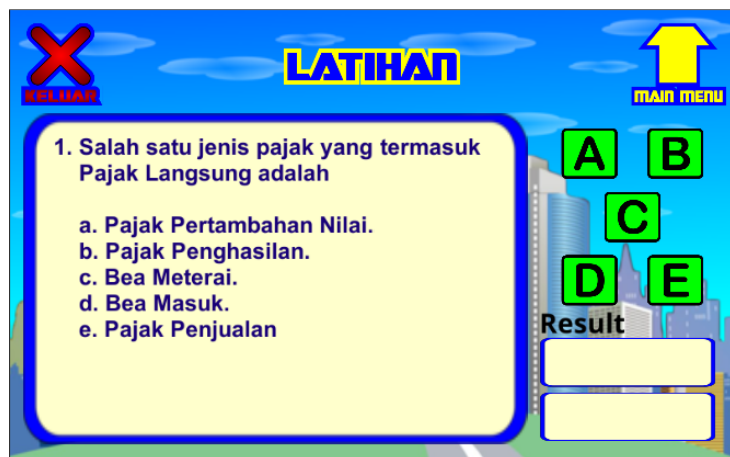 LATIHAN
KELUAR
MAIN MENU
1. Salah satu jenis pajak yang termasuk
Pajak Langsung adalah
a. Pajak Pertambahan Nilai.
b. Pajak Penghasilan.
c. Bea Meterai.
d. Bea Masuk.
e. Pajak Penjualan
A B
C
D E
Result